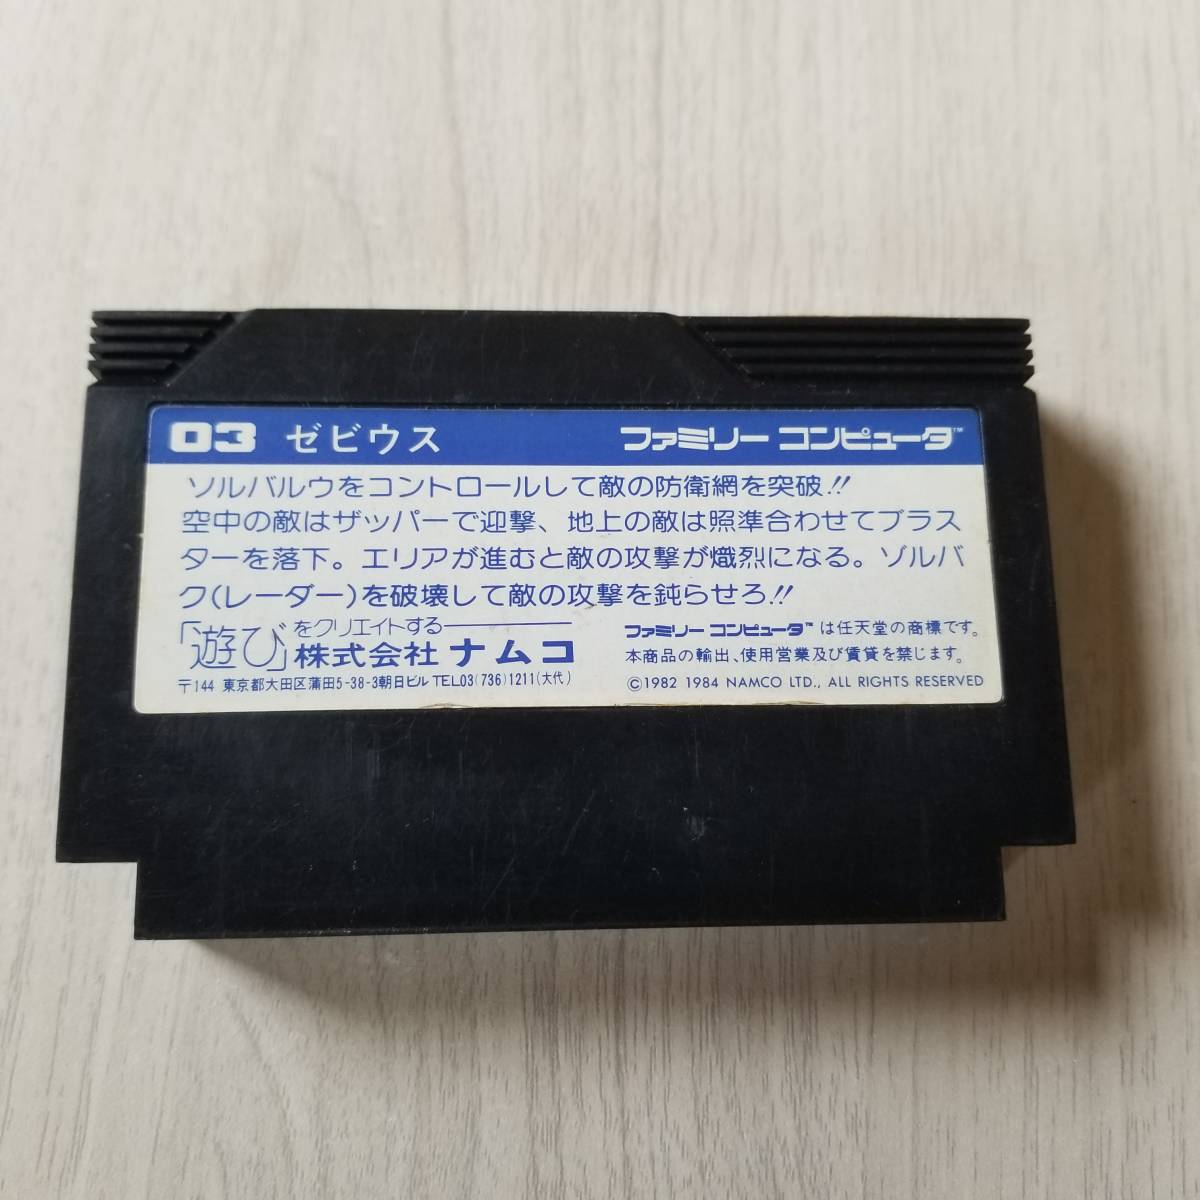 03 ゼビウス ファミリー コンピュータ™
ソルバルウをコントロールして敵の防衛網を突破!!
空中の敵はザッパーで迎撃、地上の敵は照準合わせてブラス
ターを落下。エリアが進むと敵の攻撃が熾烈になる。ゾルバ
ク(レーダー)を破壊して敵の攻撃を鈍らせろ!!
「遊び」をクリエイトする
株式会社 ナムコ
〒144 東京都大田区蒲田5-38-3朝日ビル TEL03(736)1211(大代)
ファミリー コンピュータ™は任天堂の商標です。
本商品の輸出、使用営業及び賃貸を禁じます。
©1982 1984 NAMCO LTD., ALL RIGHTS RESERVED